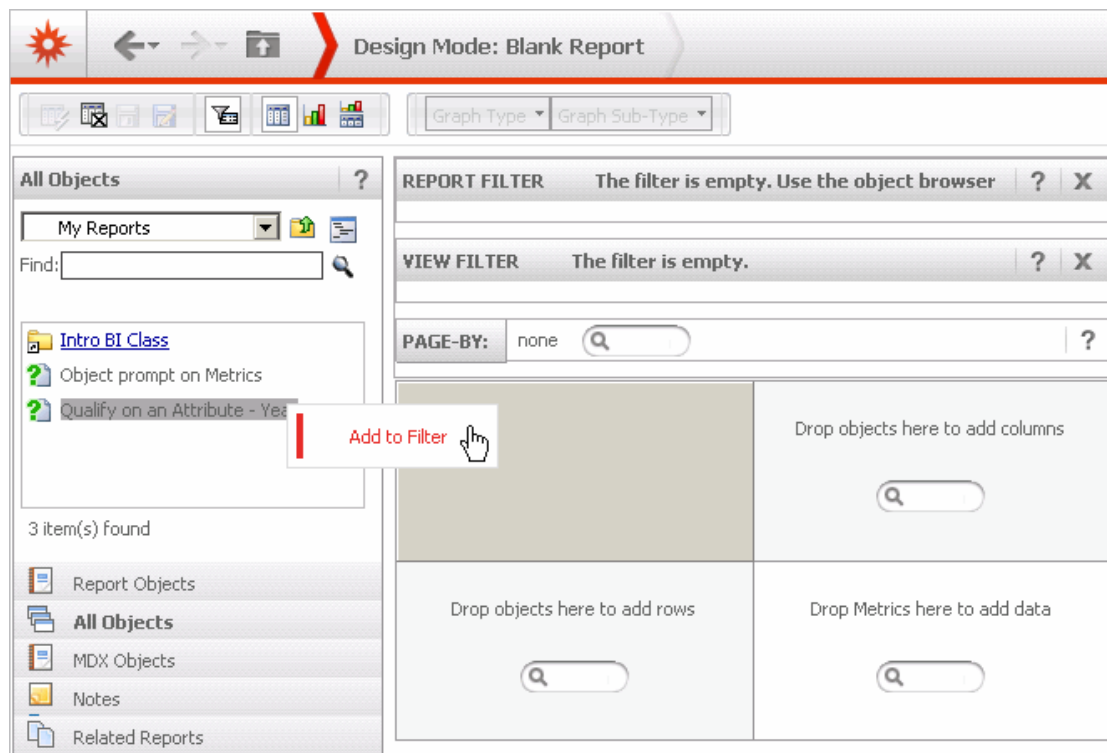 Design Mode: Blank Report
Graph Type
Graph Sub-Type
All Objects
?
My Reports
Find:
Intro BI Class
Object prompt on Metrics
Qualify on an Attribute - Yea
Add to Filter
3 item(s) found
Report Objects
All Objects
MDX Objects
Notes
Related Reports
REPORT FILTER The filter is empty. Use the object browser ? X
VIEW FILTER The filter is empty. ? X
PAGE-BY: none ?
Drop objects here to add columns
Drop objects here to add rows
Drop Metrics here to add data